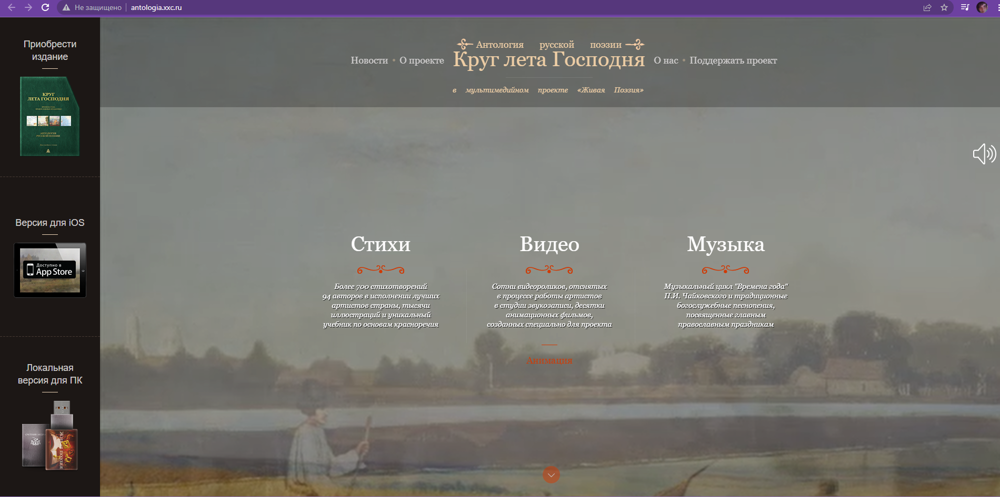 Не защищено
antologia.xxc.ru
Приобрести
издание
КРУГ
ЛЕТА ГОСПОДНЯ
АНТОЛОГИЯ
РУССКОЙ ПОЭЗИИ
Версия для iOS
Доступно в
App Store
Локальная
версия для ПК
Живая поэзия
Антология русской поэзии
Новости • О проекте
Круг лета Господня
О нас • Поддержать проект
в мультимедийном проекте «Живая Поэзия»
Стихи
Более 700 стихотворений
94 авторов в исполнении лучших
артистов страны, тысячи
иллюстраций и уникальный
учебник по основам красноречия
Видео
Сотни видеороликов, отснятых
в процессе работы артистов
в студии звукозаписи, десятки
анимационных фильмов,
созданных специально для проекта
Анимация
Музыка
Музыкальный цикл "Времена года"
П.И. Чайковского и традиционные
богослужебные песнопения,
посвященные главным
православным праздникам